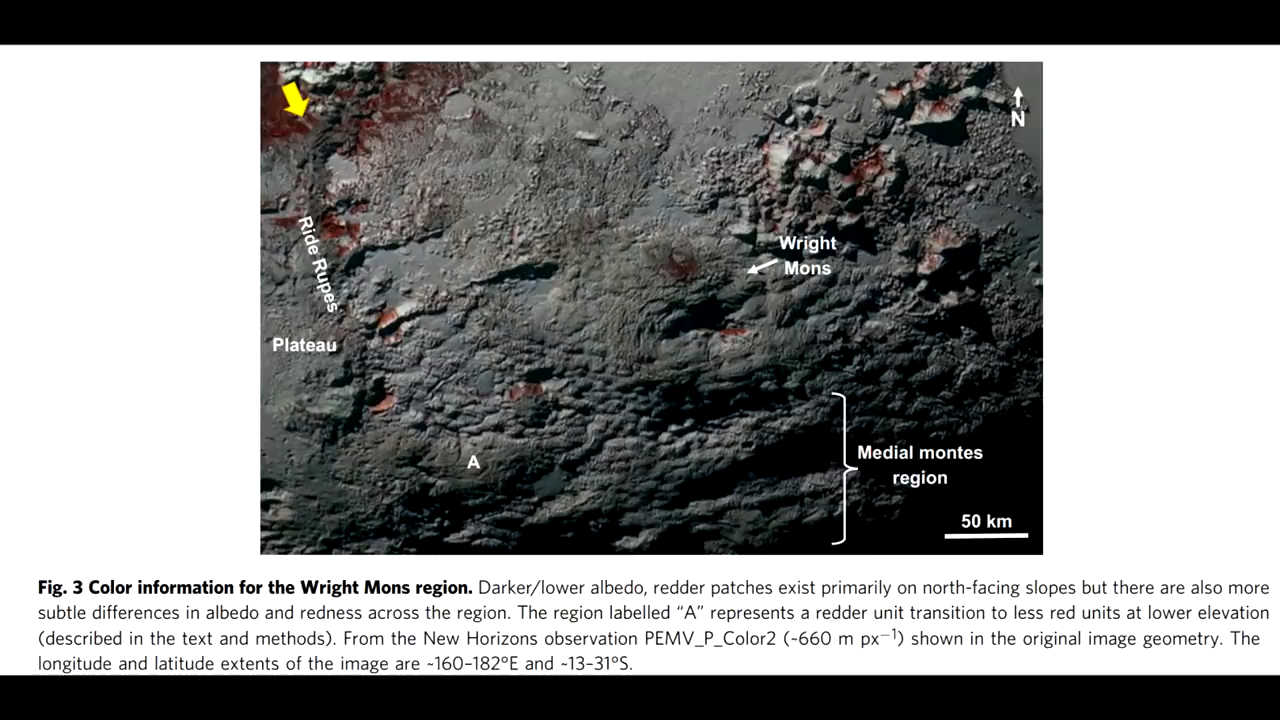 N
Ride Rupes
Wright
Mons
Plateau
A
Medial montes
region
50 km
Fig. 3 Color information for the Wright Mons region. Darker/lower albedo, redder patches exist primarily on north-facing slopes but there are also more
subtle differences in albedo and redness across the region. The region labelled “A” represents a redder unit transition to less red units at lower elevation
(described in the text and methods). From the New Horizons observation PEMV_P_Color2 (~660 m px−1) shown in the original image geometry. The
longitude and latitude extents of the image are ~160–182°E and ~13–31°S.